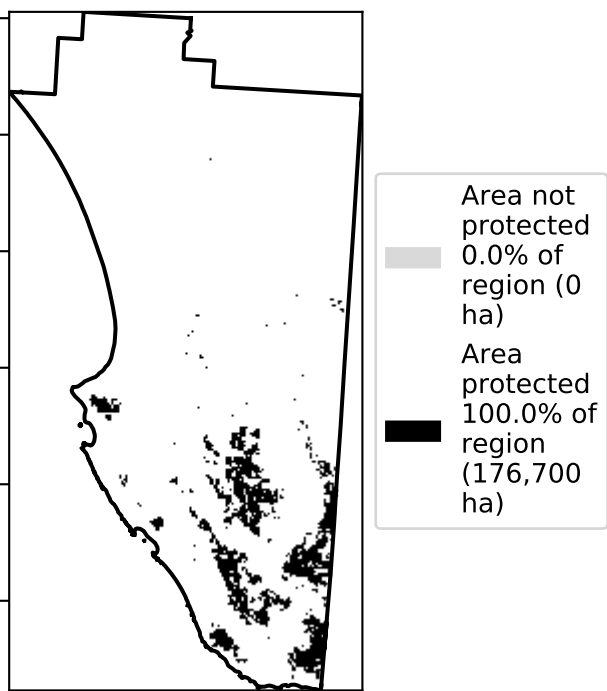 Area not
protected
0.0% of
region (0
ha)
Area
protected
100.0% of
region
(176,700
ha)